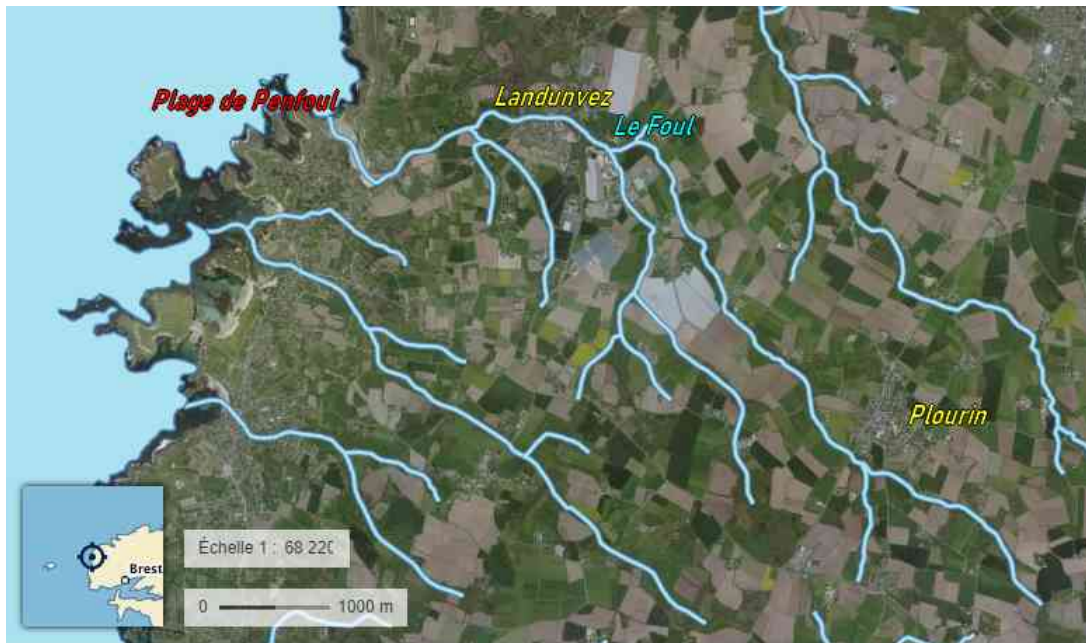 Plage de Penfoul
Landunvez
Le Foul
Plourin
Brest
Échelle 1 : 68 220
0 1000 m